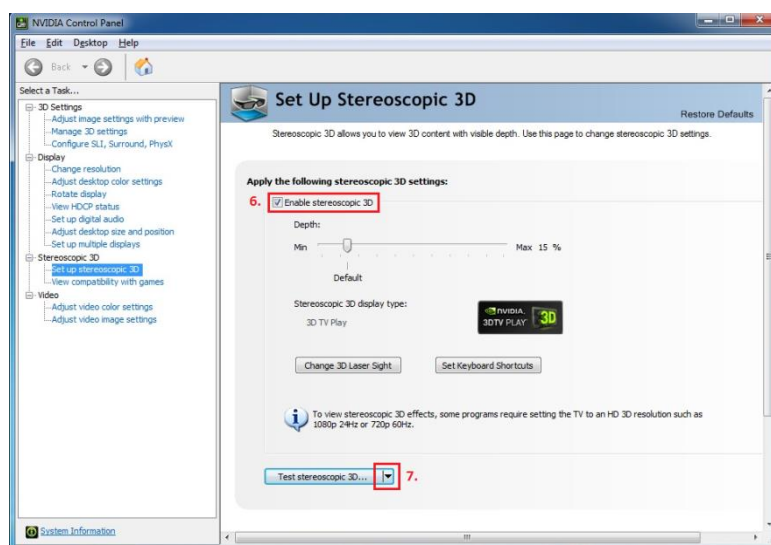 NVIDIA Control Panel
File Edit Desktop Help
Back
Select a Task...
3D Settings
Adjust image settings with preview
Manage 3D settings
Configure SLI, Surround, PhysX
Display
Change resolution
Adjust desktop color settings
Rotate display
View HDCP status
Set up digital audio
Adjust desktop size and position
Set up multiple displays
Stereoscopic 3D
Set up stereoscopic 3D
View compatibility with games
Video
Adjust video color settings
Adjust video image settings
System Information
Set Up Stereoscopic 3D
Restore Defaults
Stereoscopic 3D allows you to view 3D content with visible depth. Use this page to change stereoscopic 3D settings.
Apply the following stereoscopic 3D settings:
6. Enable stereoscopic 3D
Depth:
Min Max 15 %
Default
Stereoscopic 3D display type:
3D TV Play
NVIDIA.
3DTV PLAY 3D
Change 3D Laser Sight Set Keyboard Shortcuts
To view stereoscopic 3D effects, some programs require setting the TV to an HD 3D resolution such as
1080p 24Hz or 720p 60Hz.
Test stereoscopic 3D... 7.